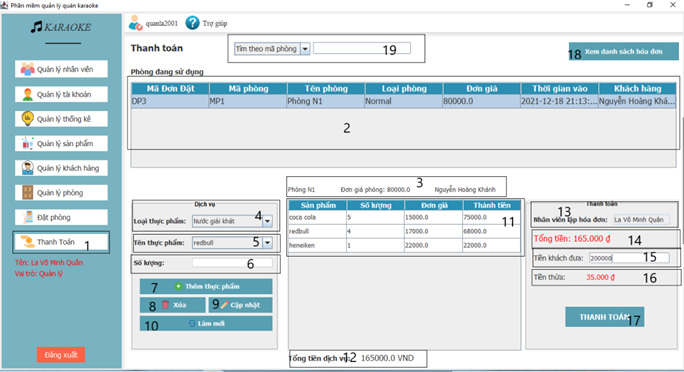 Phần mềm quản lý quán karaoke
KARAOKE
quanla2001
Trợ giúp
Thanh toán
Tìm theo mã phòng
19
18
Xem danh sách hóa đơn
Quản lý nhân viên
Quản lý tài khoản
Quản lý thống kê
Quản lý sản phẩm
Quản lý khách hàng
Quản lý phòng
Đặt phòng
Thanh Toán
1
Tên: La Võ Minh Quân
Vai trò: Quản lý
Đăng xuất
Phòng đang sử dụng
Mã Đơn Đặt Mã phòng Tên phòng Loại phòng Đơn giá Thời gian vào Khách hàng
DP3 MP1 Phòng N1 Normal 80000.0 2021-12-18 21:13:... Nguyễn Hoàng Khá...
2
Phòng N1 Đơn giá phòng: 80000.0 3 Nguyễn Hoàng Khánh
Dịch vụ
Loại thực phẩm: Nước giải khát 4
Tên thực phẩm: redbull 5
Số lượng: 6
7 Thêm thực phẩm
8 Xóa
9 Cập nhật
10 Làm mới
Sản phẩm Số lượng Đơn giá Thành tiền
coca cola 5 15000.0 75000.0
11
redbull 4 17000.0 68000.0
heneiken 1 22000.0 22000.0
Tổng tiền dịch vụ: 12 165000.0 VND
Thanh toán
13
Nhân viên lập hóa đơn: La Võ Minh Quân
Tổng tiền: 165.000 ₫ 14
Tiền khách đưa: 200000 15
Tiền thừa: 35.000 ₫ 16
THANH TOÁN 17